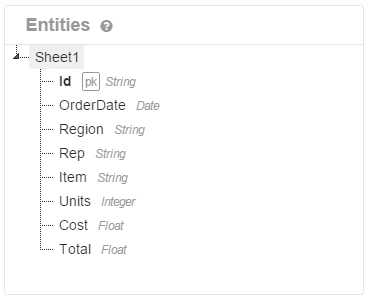 Entities ?
Sheet1
Id pk String
OrderDate Date
Region String
Rep String
Item String
Units Integer
Cost Float
Total Float